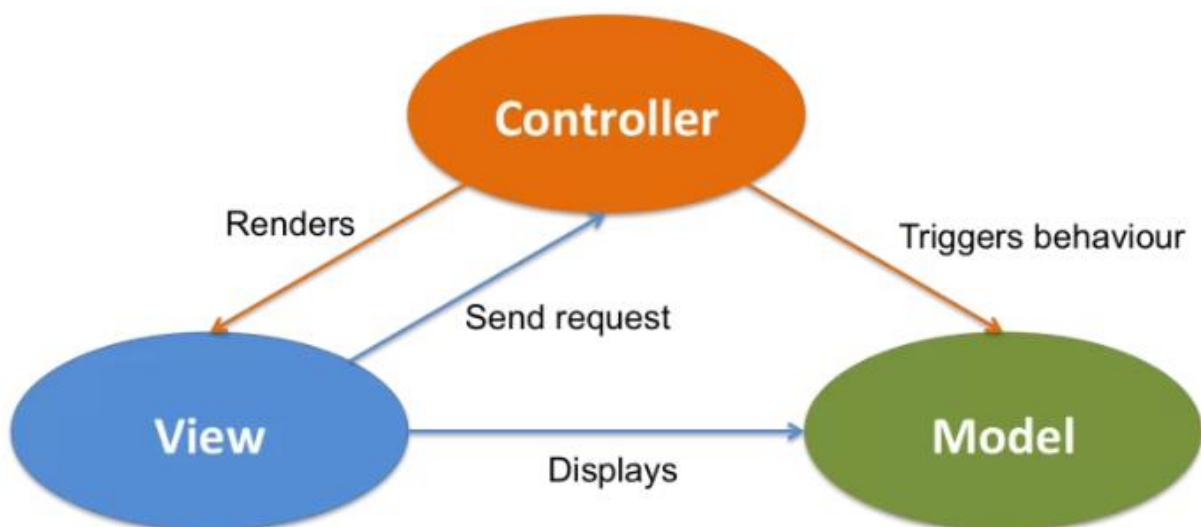 Controller
Renders
Triggers behaviour
Send request
View
Model
Displays